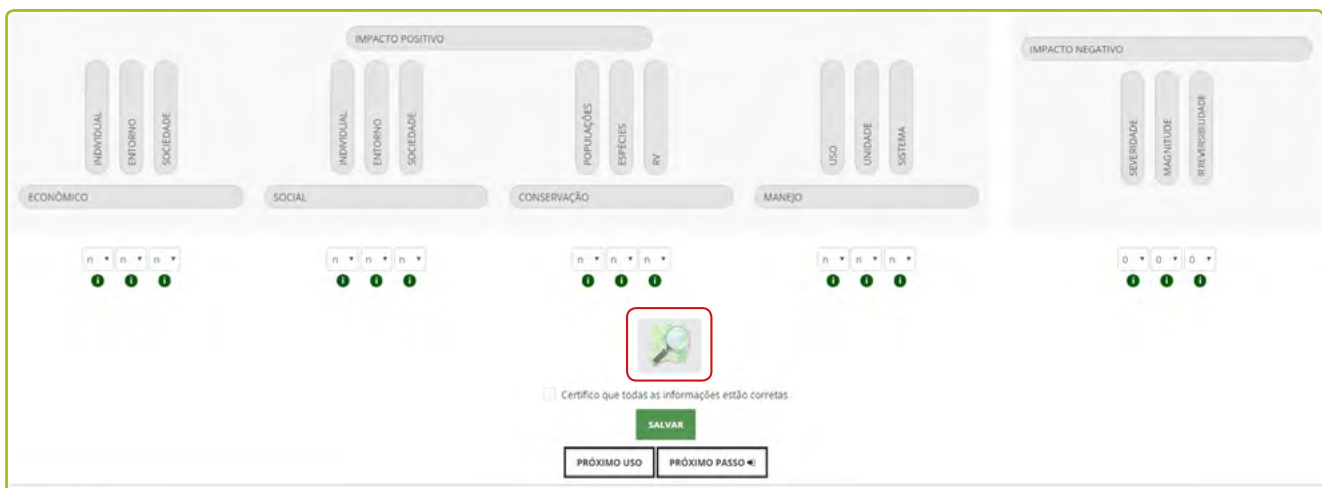 IMPACTO POSITIVO
IMPACTO NEGATIVO
INDIVIDUAL
ENTORNO
SOCIEDADE
INDIVIDUAL
ENTORNO
SOCIEDADE
POPULAÇÕES
ESPÉCIES
RV
USO
UNIDADE
SISTEMA
SEVERIDADE
MAGNITUDE
IRREVERSIBILIDADE
ECONÔMICO SOCIAL CONSERVAÇÃO MANEJO
n n n n n n n n n n n n 0 0 0
i i i i i i i i i i i i i i i
Certifico que todas as informações estão corretas
SALVAR
PRÓXIMO USO PRÓXIMO PASSO